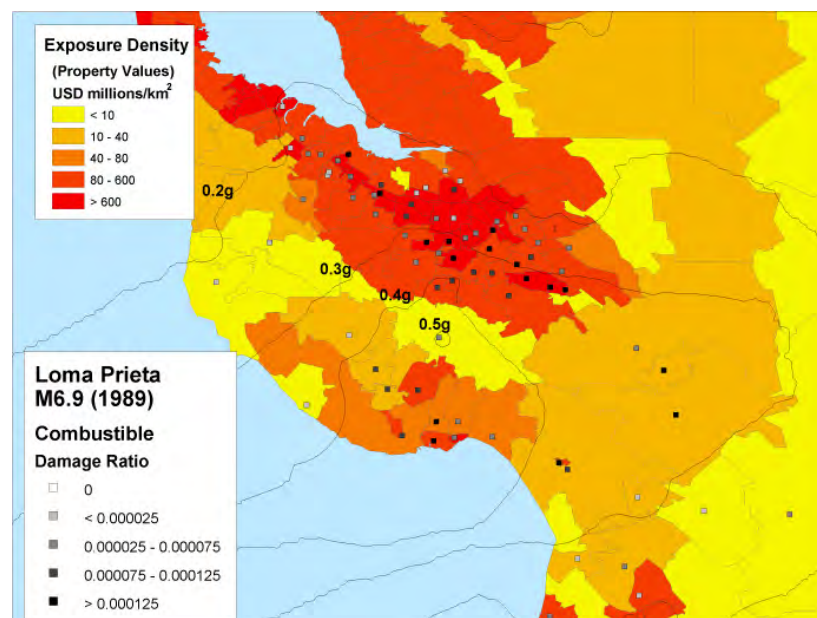 Exposure Density
(Property Values)
USD millions/km²
< 10
10 - 40
40 - 80
80 - 600
> 600
0.2g
0.3g
0.4g
0.5g
Loma Prieta
M6.9 (1989)
Combustible
Damage Ratio
0
< 0.000025
0.000025 - 0.000075
0.000075 - 0.000125
> 0.000125